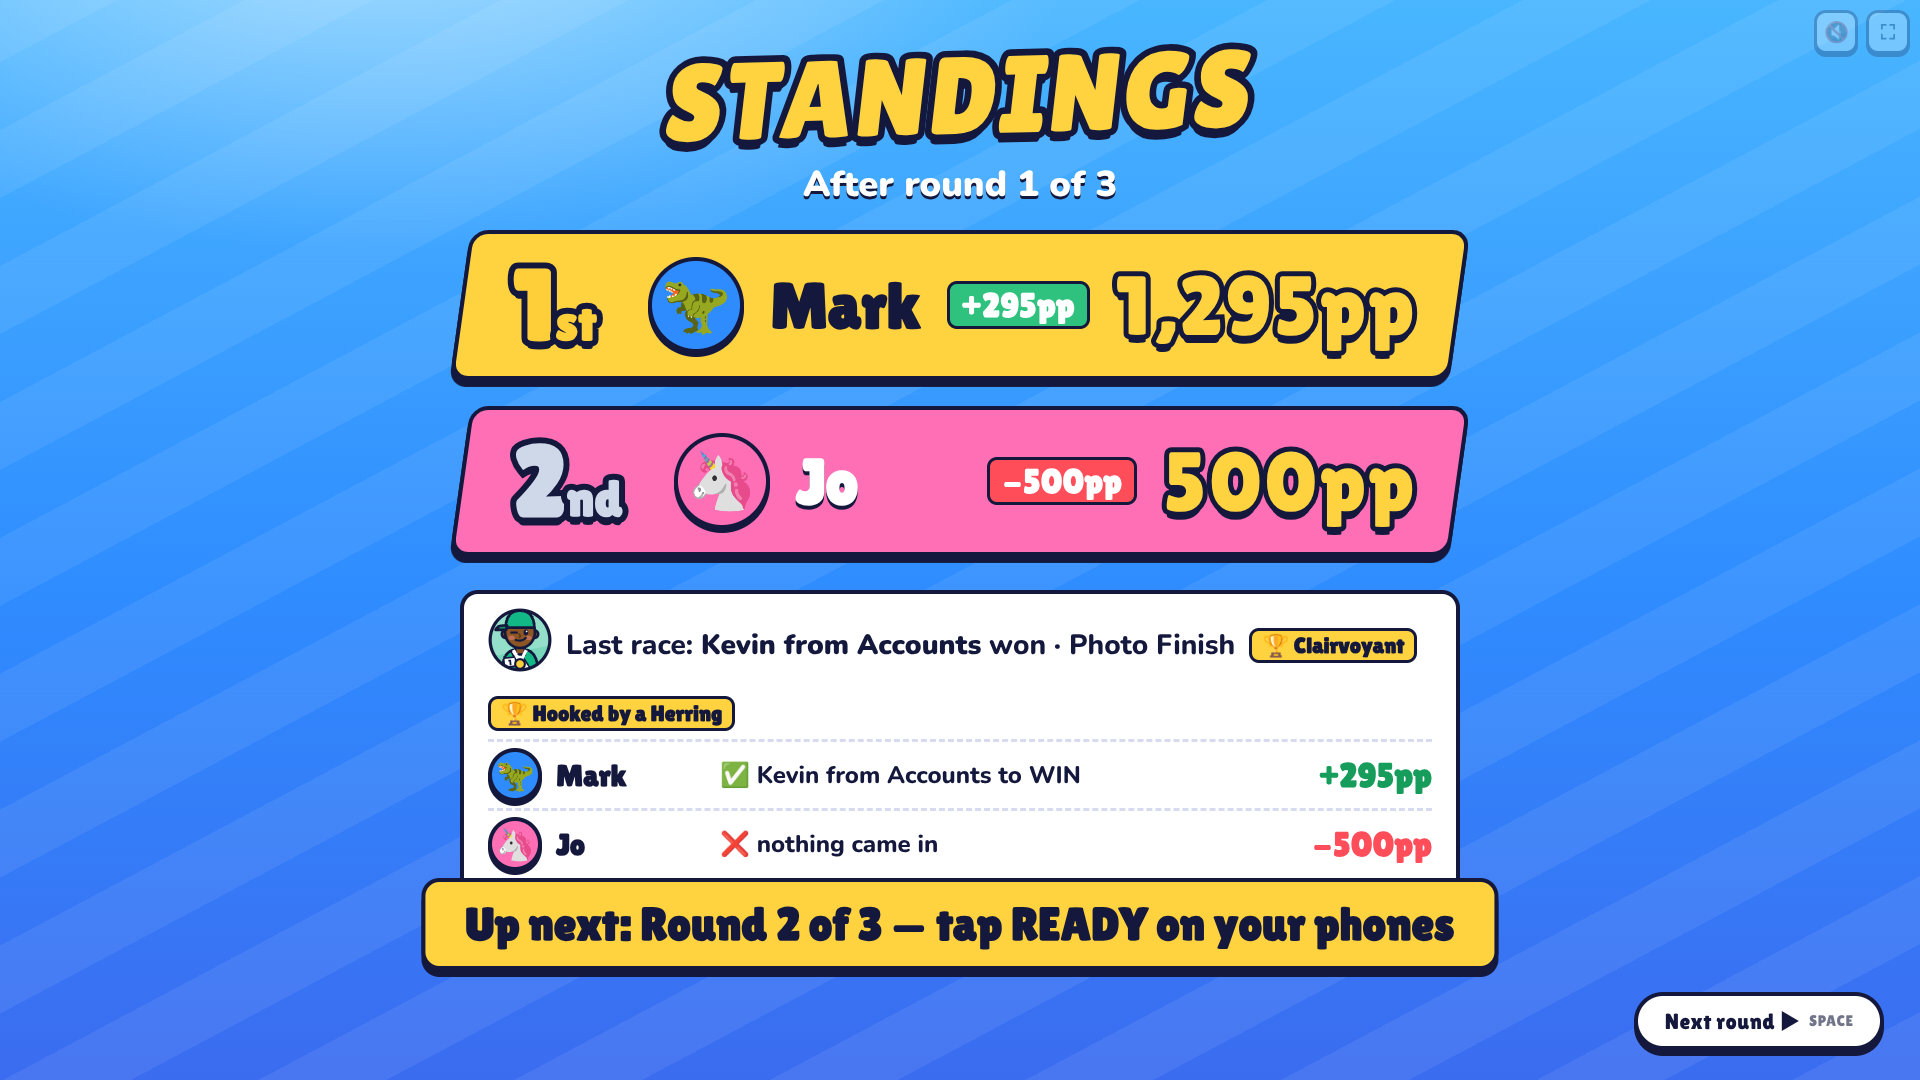 STANDINGS
After round 1 of 3
1st Mark +295pp 1,295pp
2nd Jo -500pp 500pp
Last race: Kevin from Accounts won · Photo Finish 🏆 Clairvoyant
🏆 Hooked by a Herring
Mark ✅ Kevin from Accounts to WIN +295pp
Jo ❌ nothing came in -500pp
Up next: Round 2 of 3 — tap READY on your phones
Next round ▶ SPACE